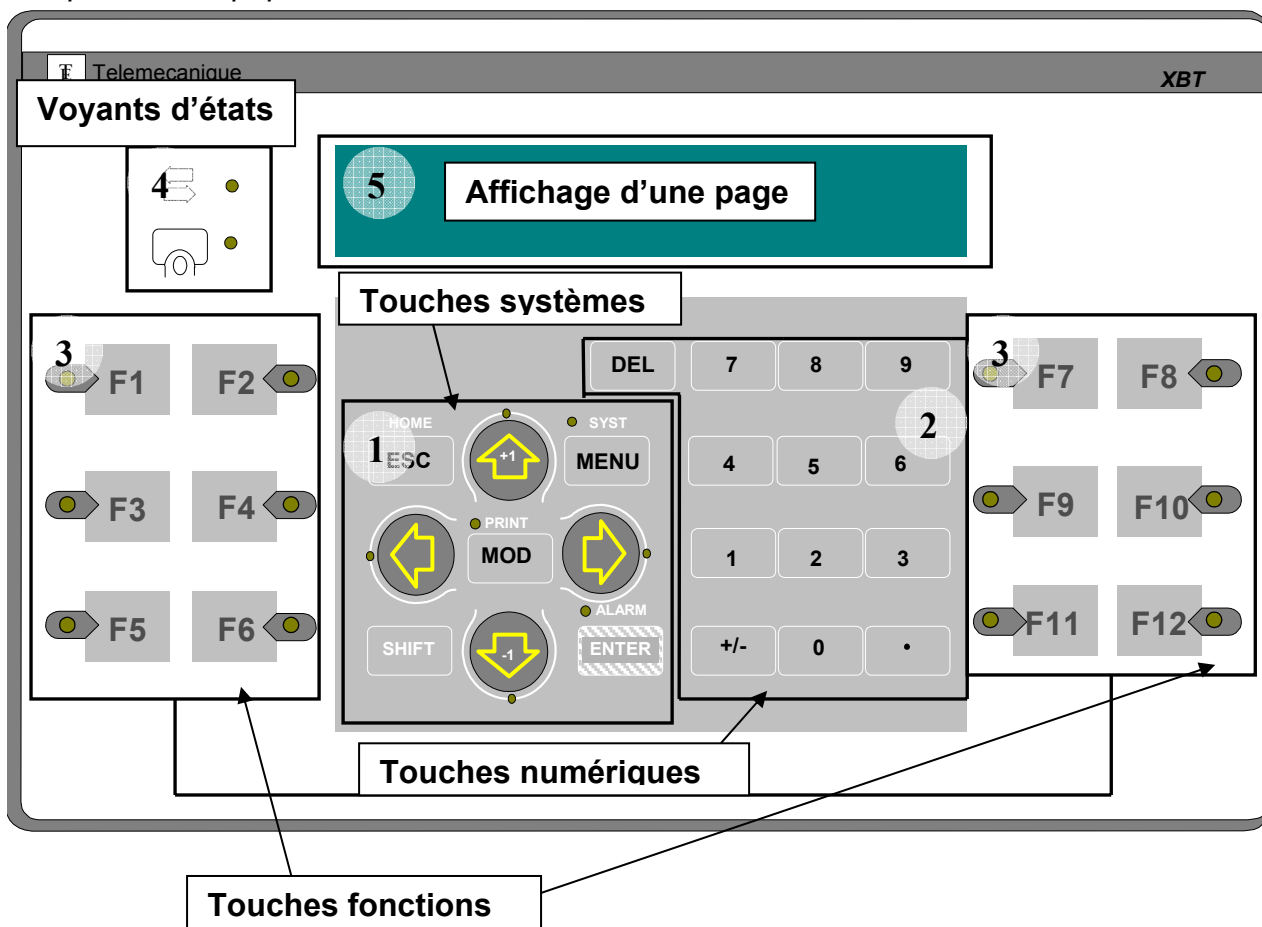 Telemecanique
XBT
Voyants d'états
4
5
Affichage d'une page
Touches systèmes
3
F1
F2
F3
F4
F5
F6
1
HOME
ESC
+1
SYST
MENU
PRINT
MOD
SHIFT
-1
ALARM
ENTER
2
DEL
7
8
9
4
5
6
1
2
3
+/-
0
.
3
F7
F8
F9
F10
F11
F12
Touches numériques
Touches fonctions